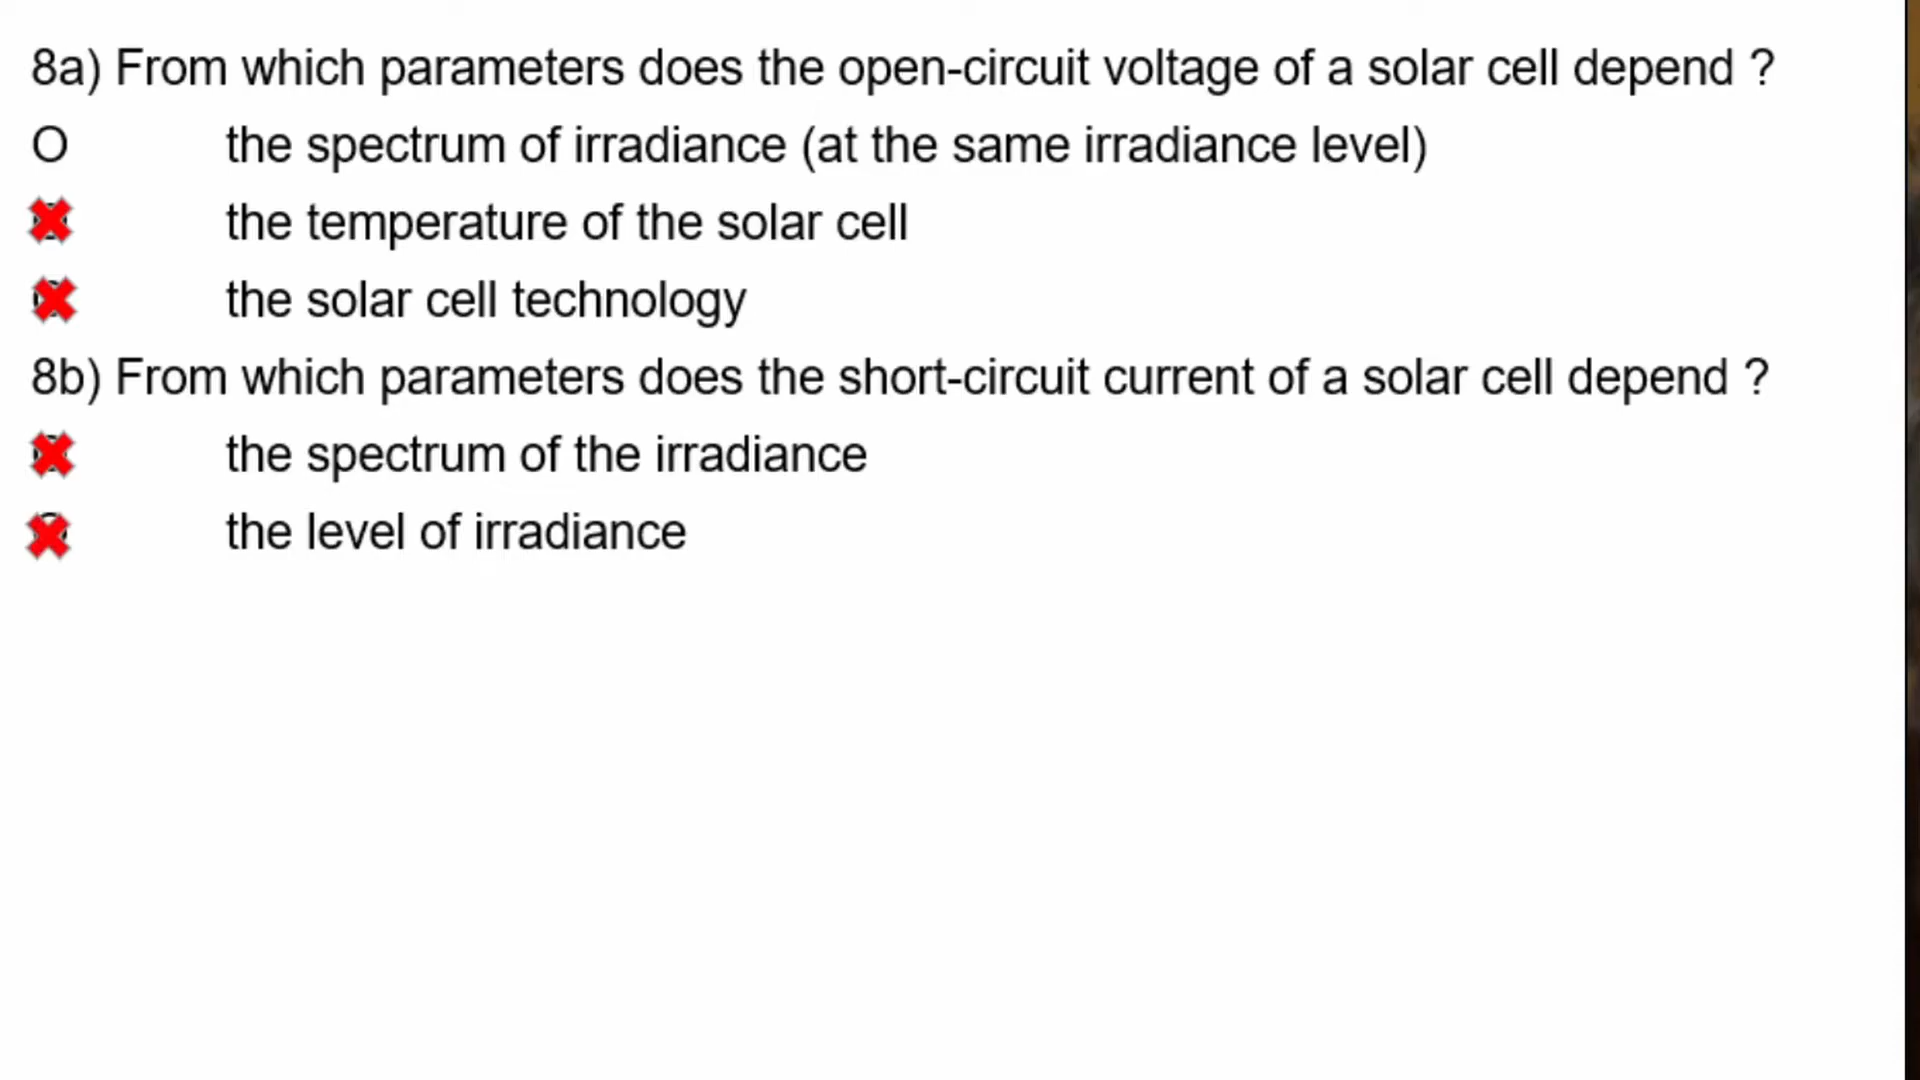 8a) From which parameters does the open-circuit voltage of a solar cell depend ?
O the spectrum of irradiance (at the same irradiance level)
the temperature of the solar cell
the solar cell technology
8b) From which parameters does the short-circuit current of a solar cell depend ?
the spectrum of the irradiance
the level of irradiance